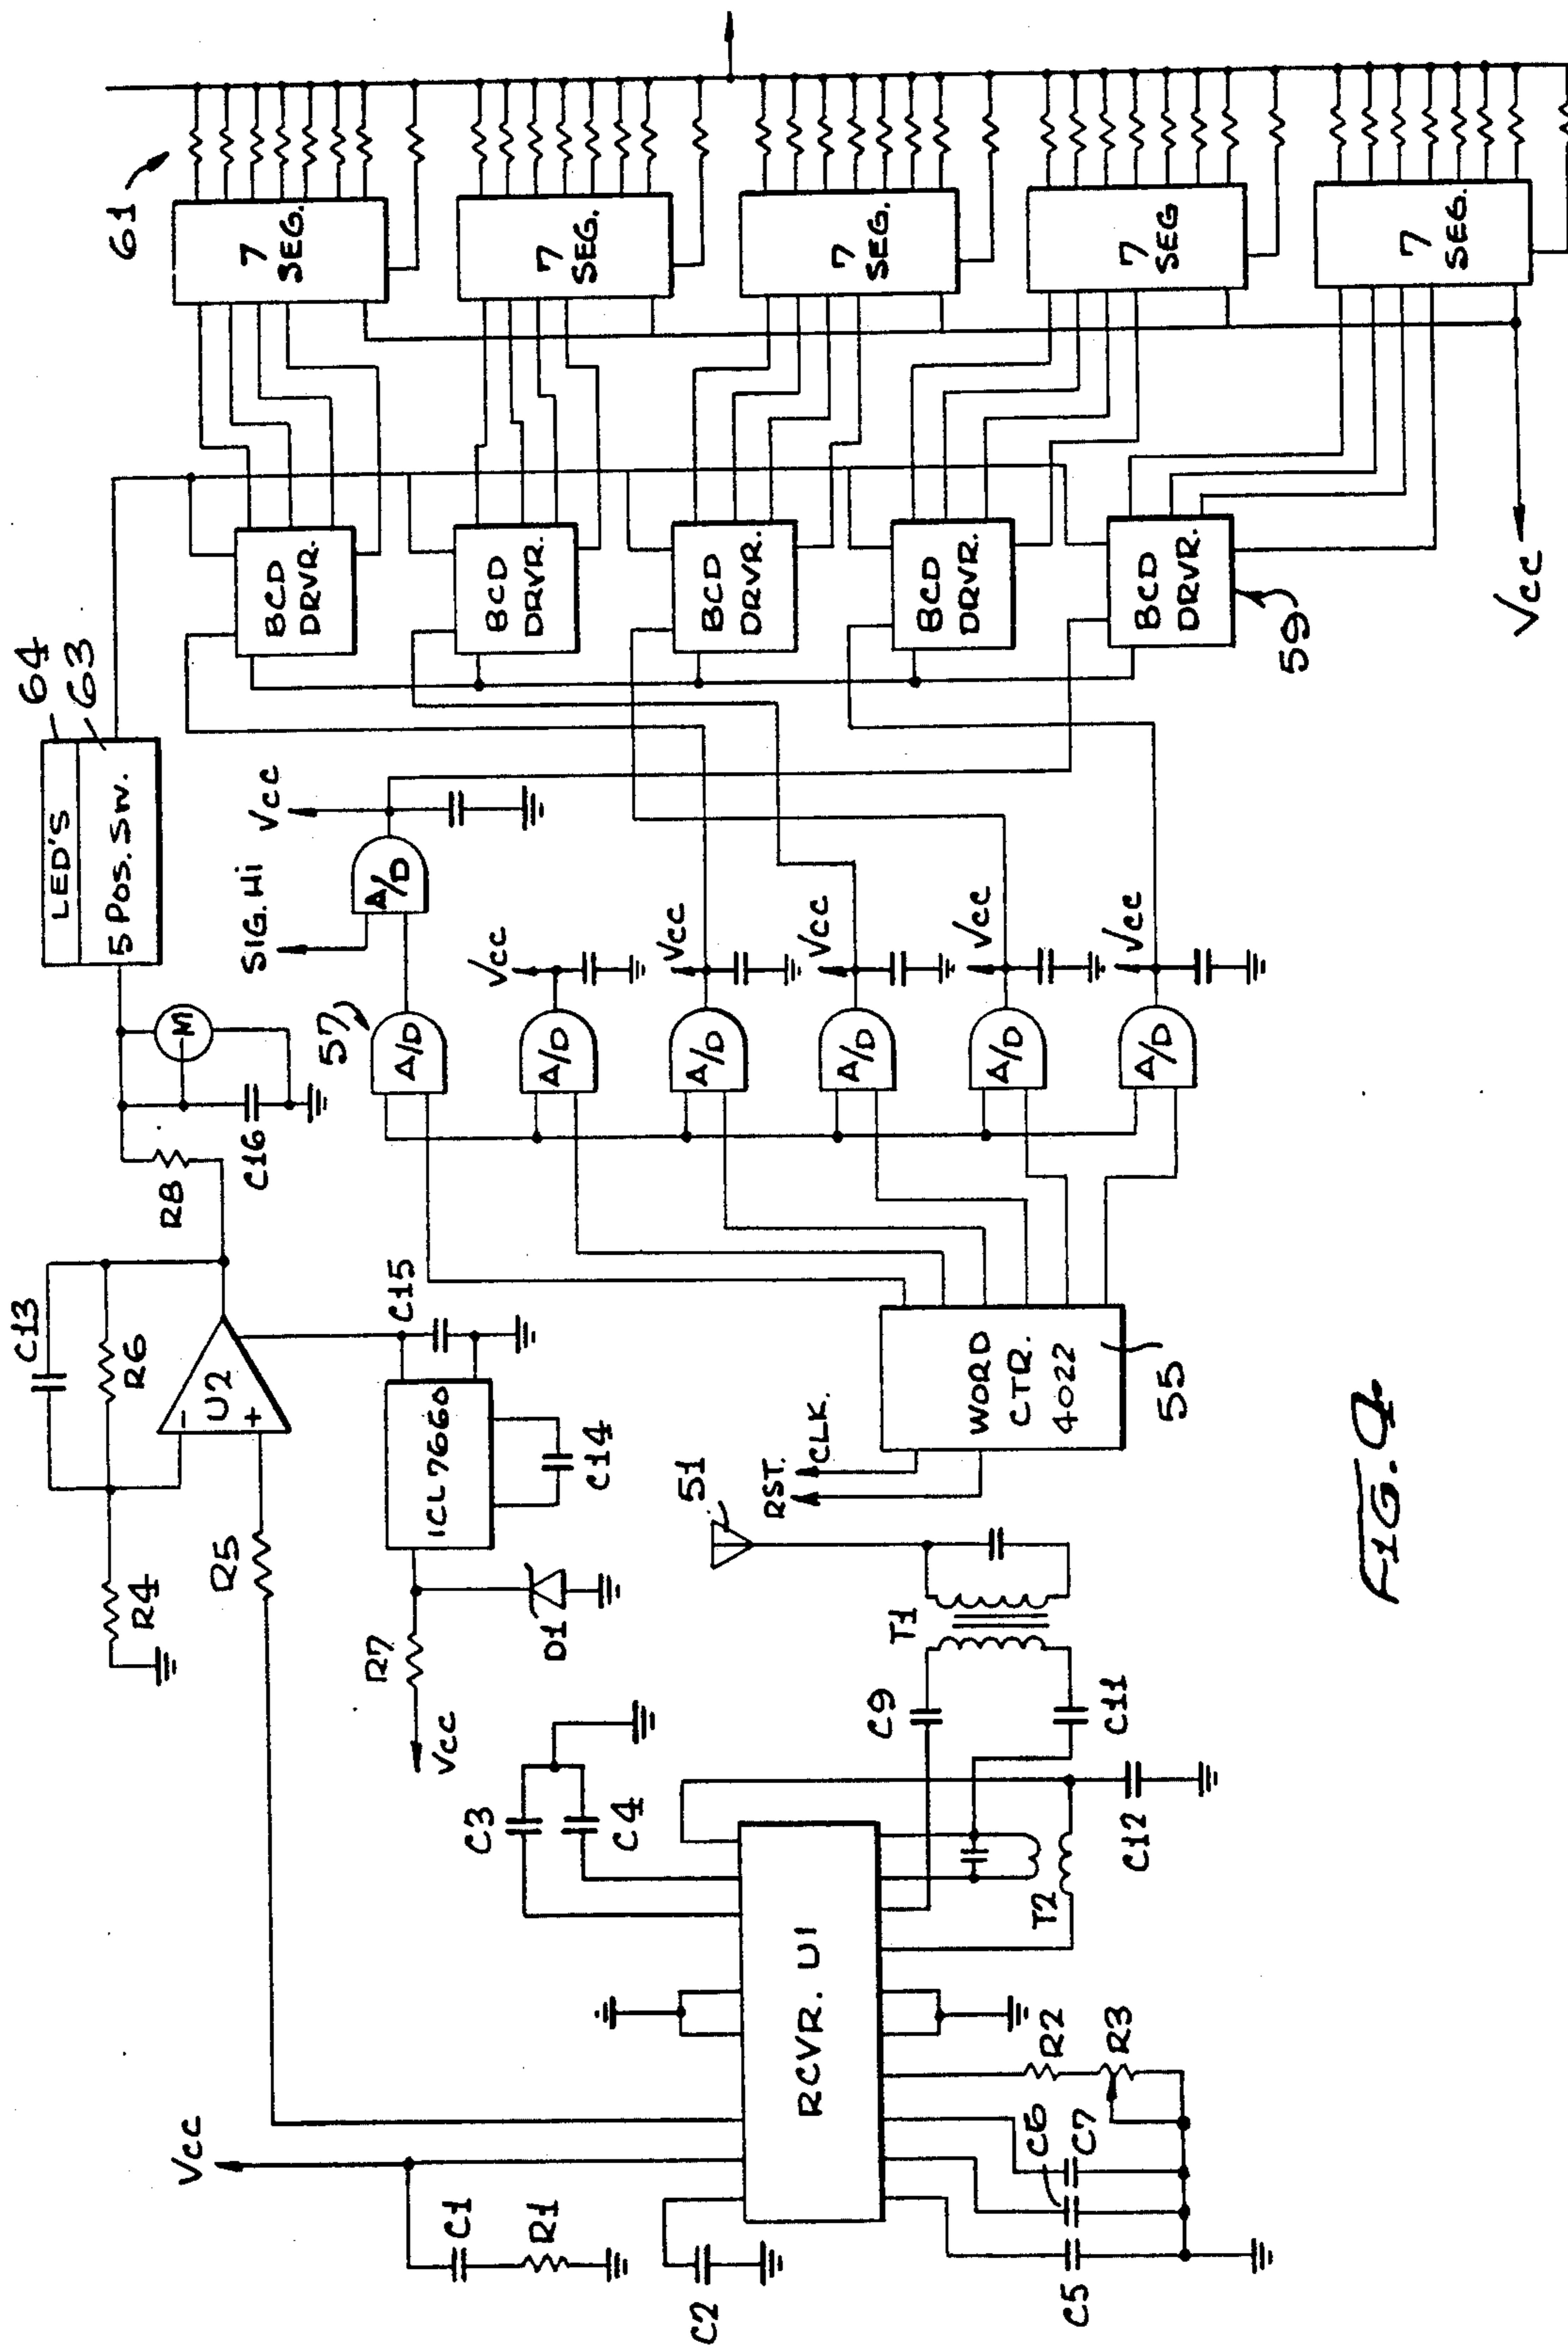 61
7
SEG.
7
SEG.
7
SEG.
7
SEG
7
SEG.
64
63
LED'S
5 Pos. Sw.
BCD
DRVR.
BCD
DRVR.
BCD
DRVR.
BCD
DRVR.
BCD
DRVR.
59
Vcc
SIG. Hi
Vcc
A/D
57
A/D
Vcc
A/D
Vcc
A/D
Vcc
A/D
Vcc
A/D
Vcc
A/D
M
C16
R8
C13
R6
U2
-
+
R4
R5
C15
ICL7660
C14
R7
D1
Vcc
WORD
CTR.
4022
55
RST.
CLK.
51
T1
C9
C11
C12
T2
C3
C4
RCVR. U1
Vcc
C1
R1
C2
R2
R3
C6
C7
C5
FIG. 4